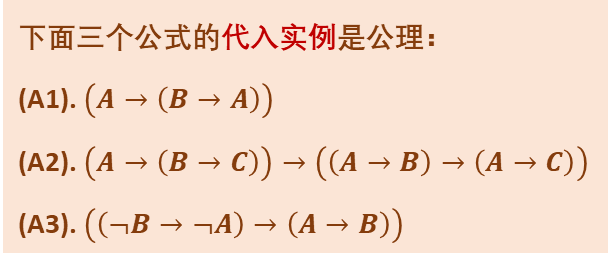 下面三个公式的代入实例是公理：
(A1). (A → (B → A))
(A2). (A → (B → C)) → ((A → B) → (A → C))
(A3). ((¬B → ¬A) → (A → B))